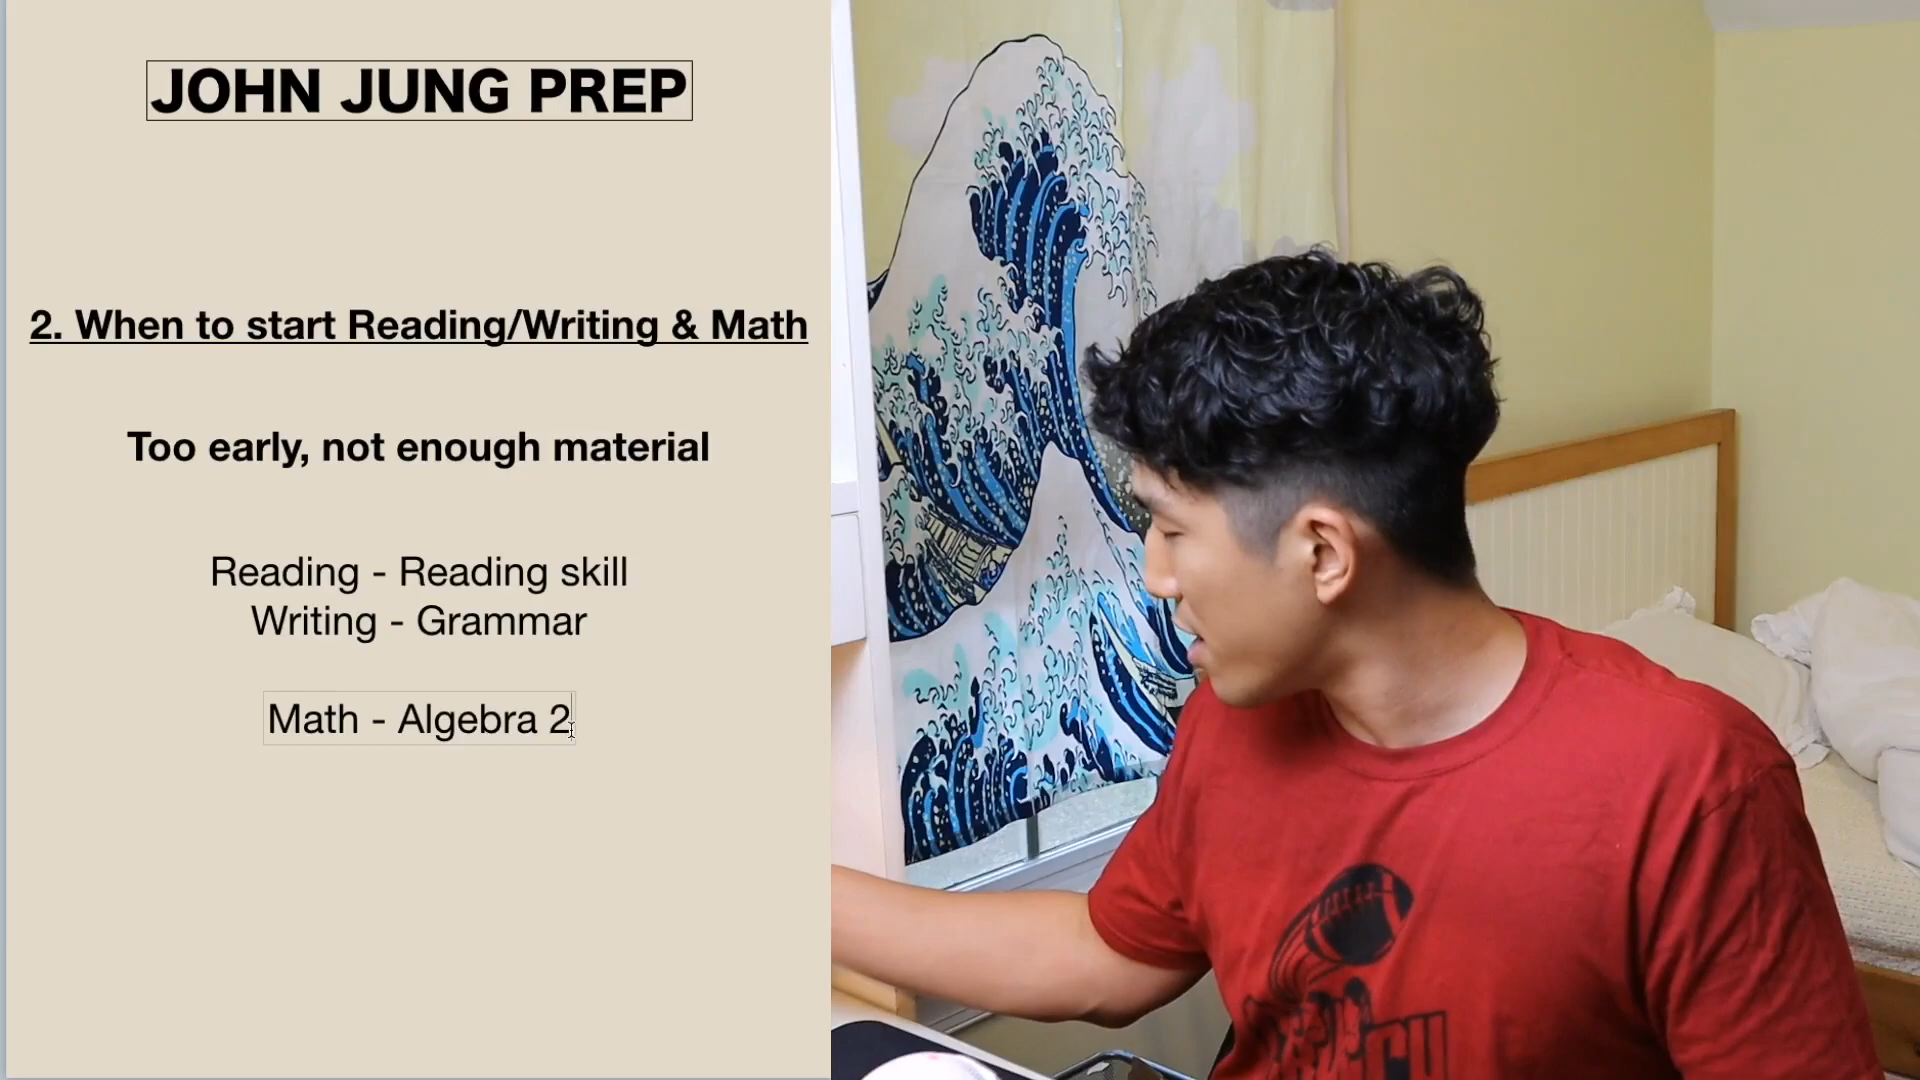 JOHN JUNG PREP
2. When to start Reading/Writing & Math
Too early, not enough material
Reading - Reading skill
Writing - Grammar
Math - Algebra 2